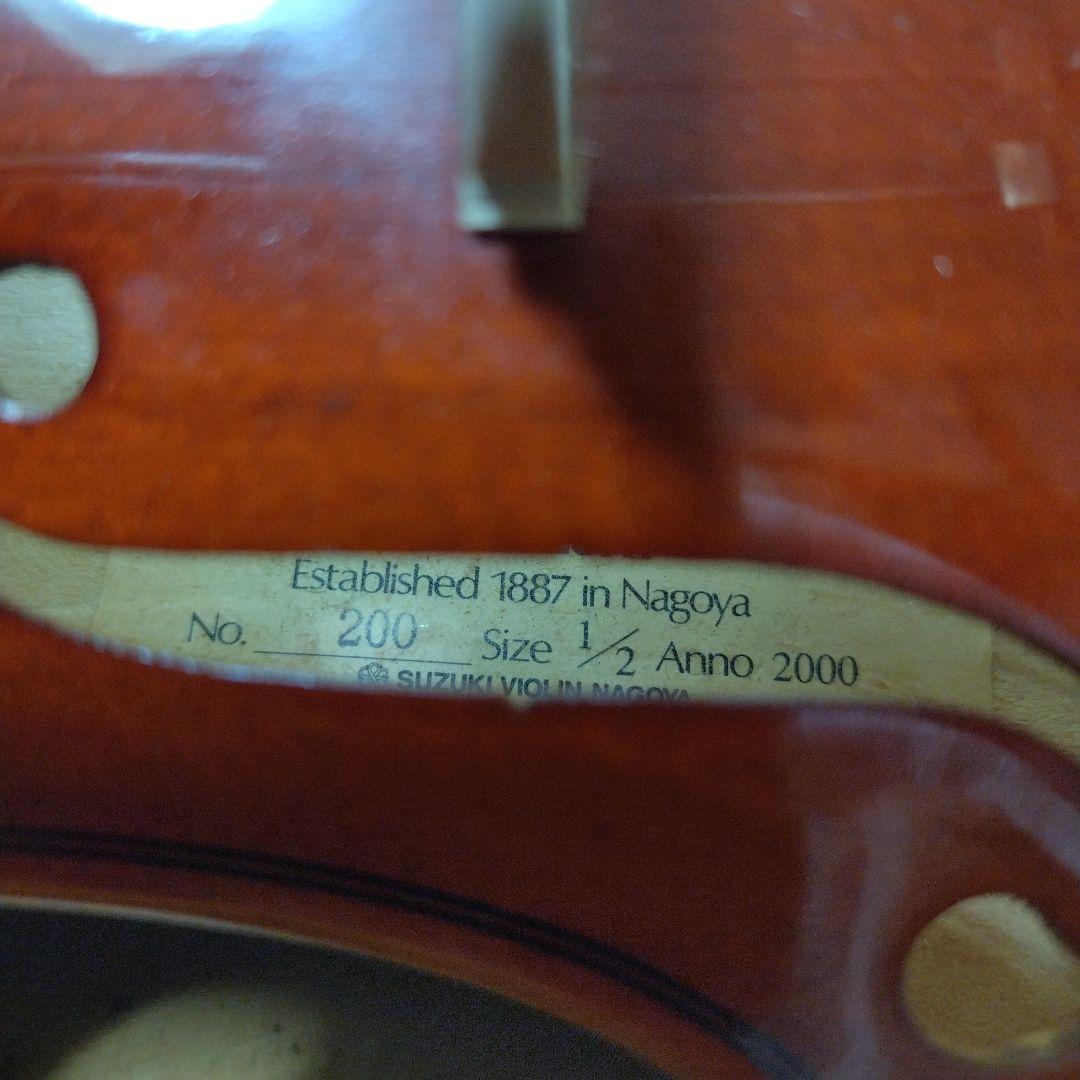 Established 1887 in Nagoya
No. 200 Size 1/2 Anno 2000
SUZUKI VIOLIN NAGOYA